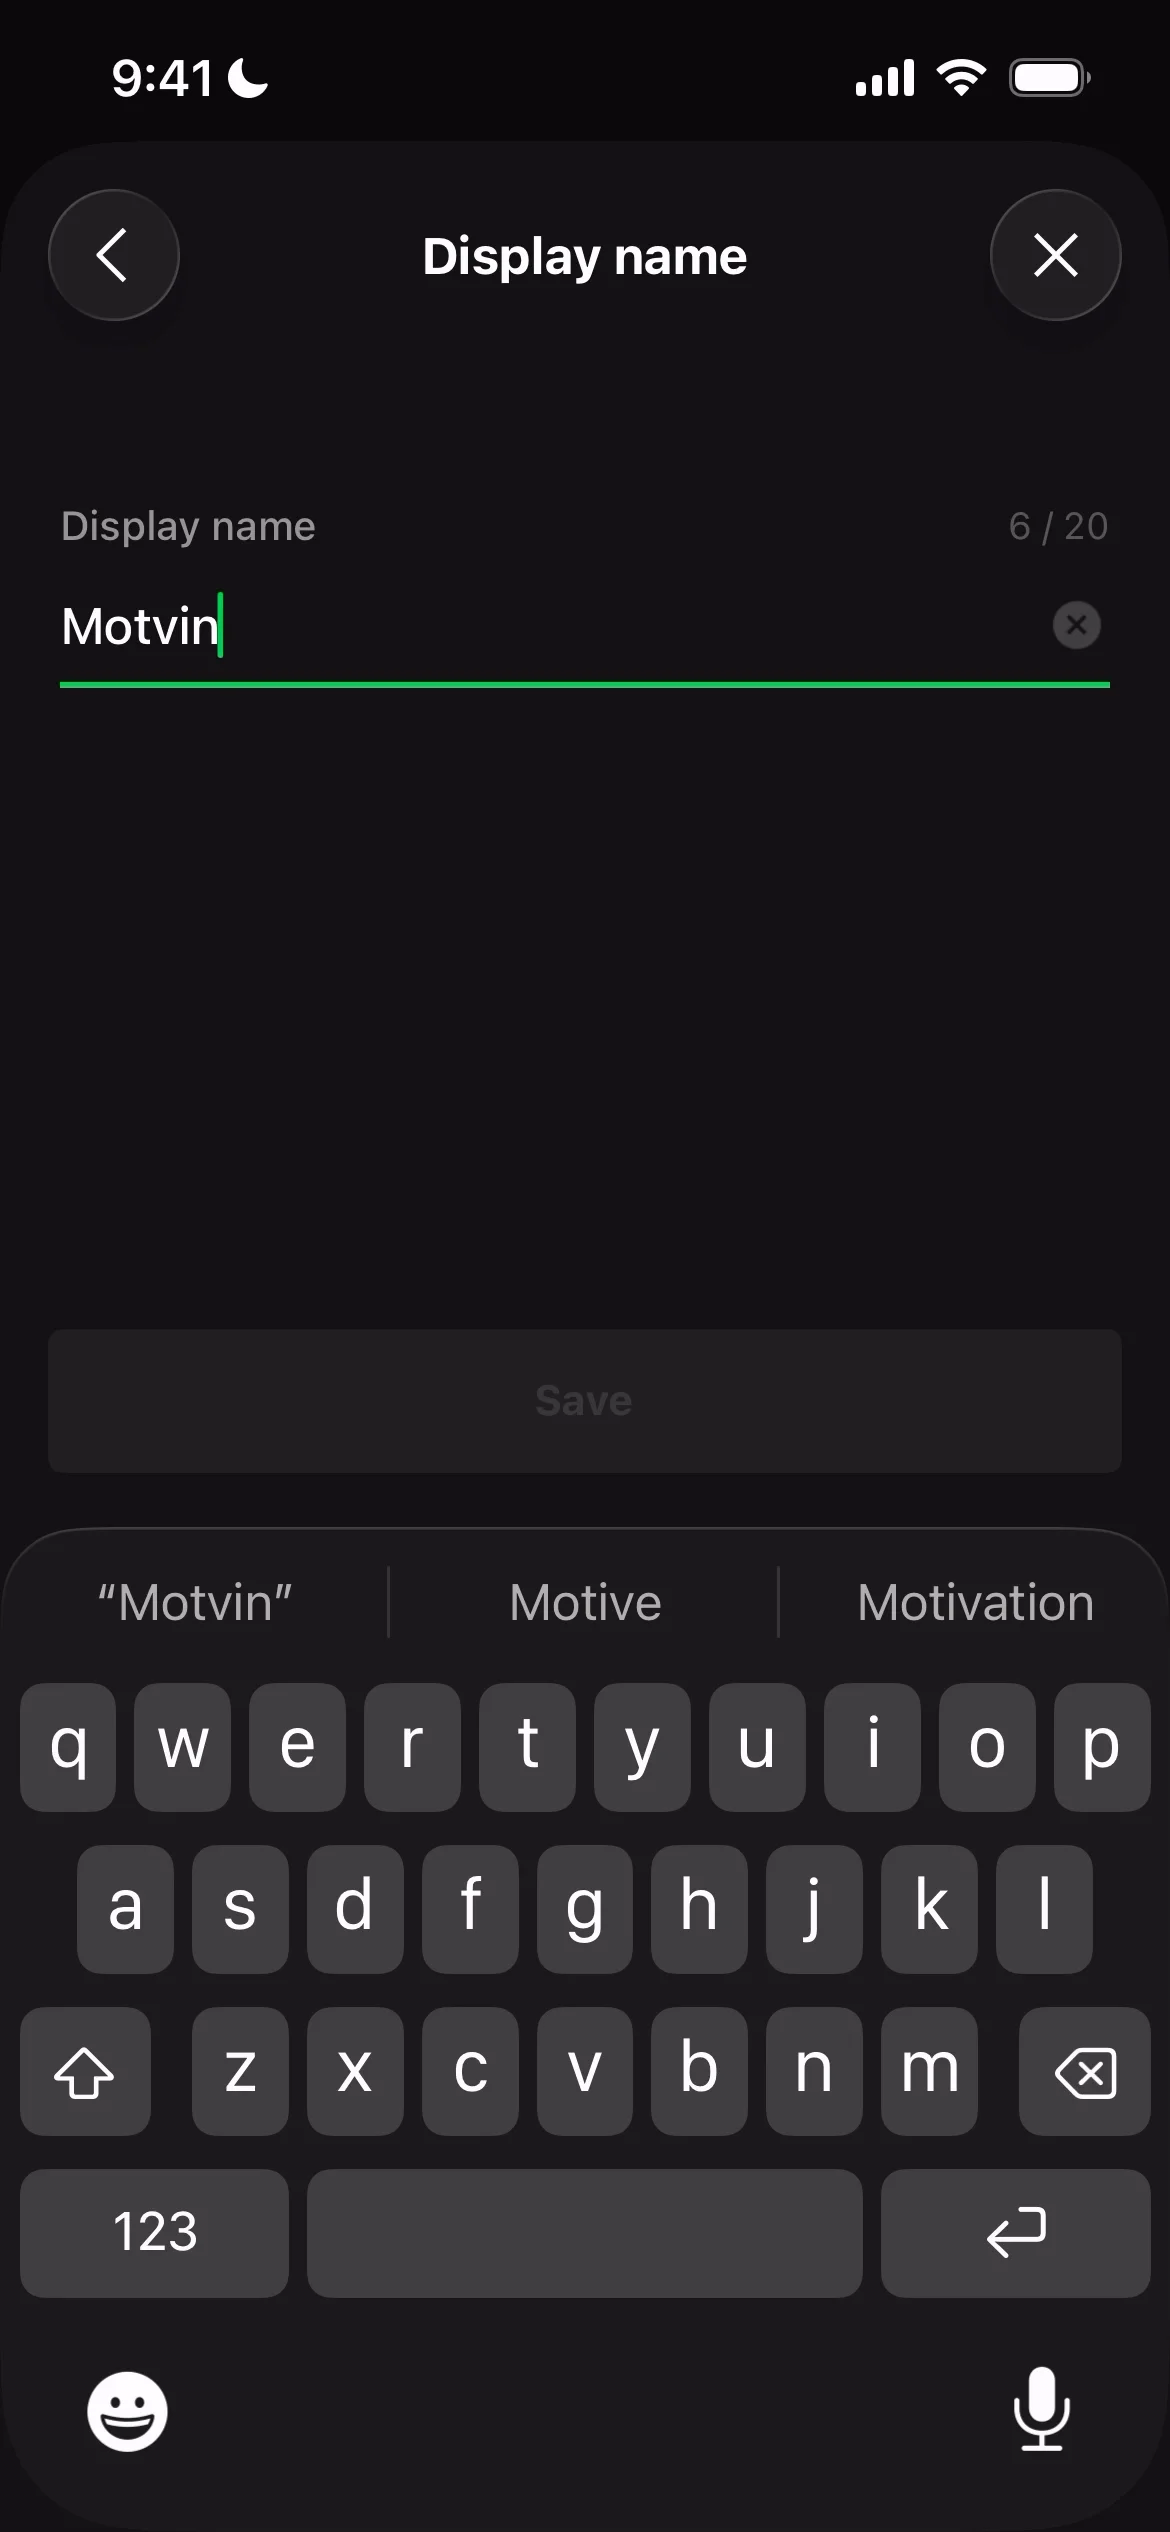 9:41
Display name
Display name 6 / 20
Motvin
Save
“Motvin” Motive Motivation
q w e r t y u i o p
a s d f g h j k l
z x c v b n m
123